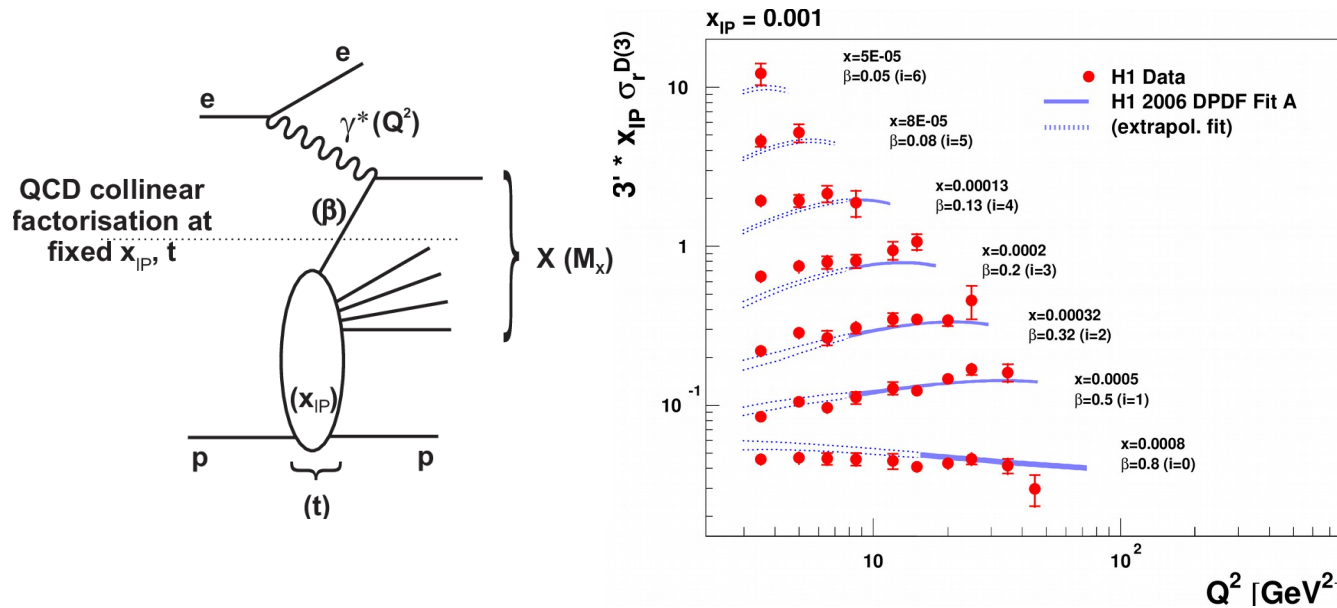 e
e
γ*(Q²)
QCD collinear
factorisation at
fixed x_IP, t
(β)
X (M_x)
(x_IP)
p
p
(t)
x_IP = 0.001
3ⁱ * x_IP σ_r^D(3)
10
1
10⁻¹
x=5E-05
β=0.05 (i=6)
x=8E-05
β=0.08 (i=5)
x=0.00013
β=0.13 (i=4)
x=0.0002
β=0.2 (i=3)
x=0.00032
β=0.32 (i=2)
x=0.0005
β=0.5 (i=1)
x=0.0008
β=0.8 (i=0)
H1 Data
H1 2006 DPDF Fit A
(extrapol. fit)
10
10²
Q² [GeV²